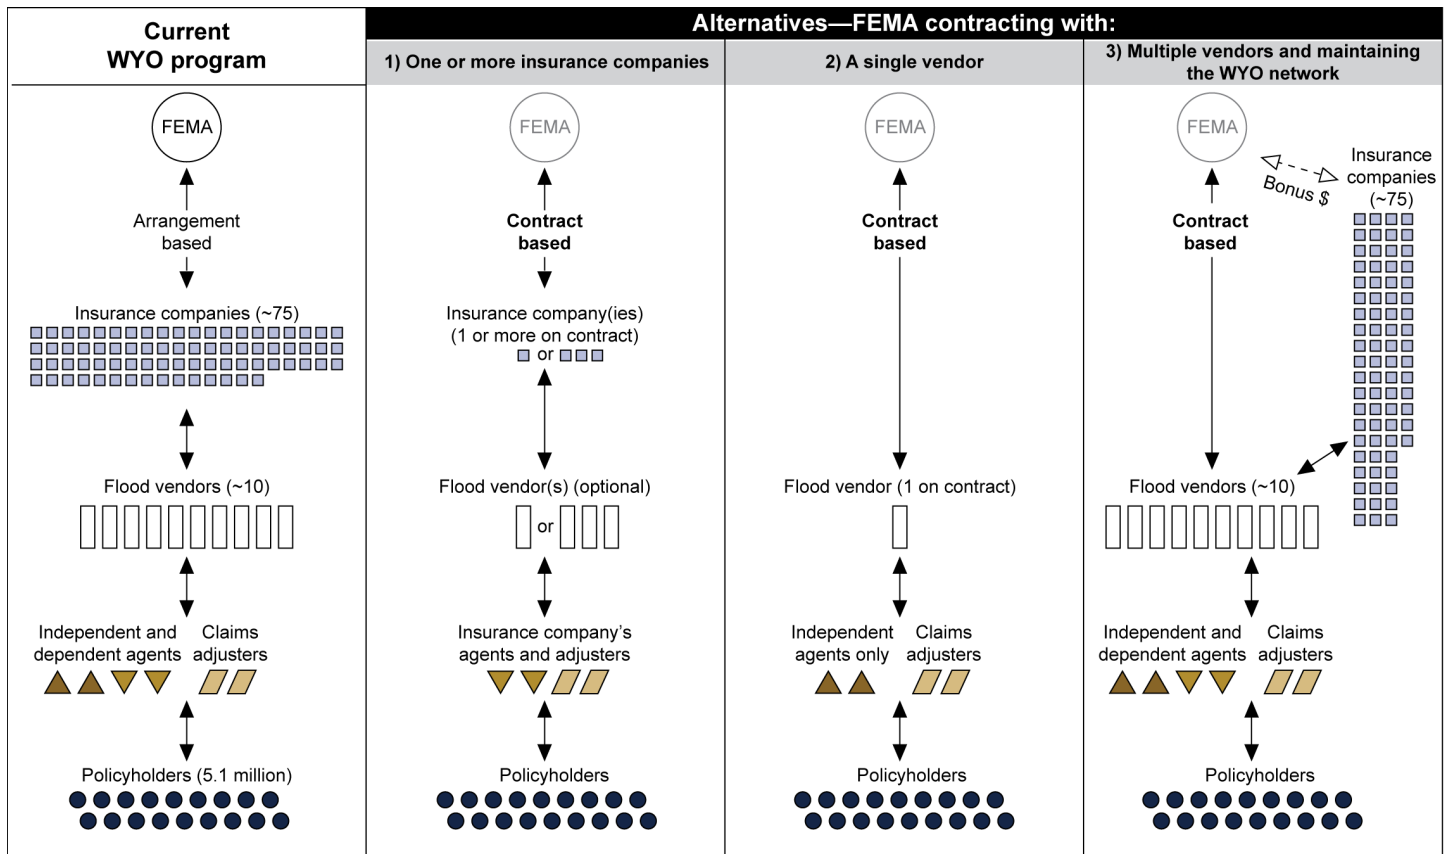 Current
WYO program
Alternatives—FEMA contracting with:
1) One or more insurance companies
2) A single vendor
3) Multiple vendors and maintaining
the WYO network
FEMA
Arrangement
based
Insurance companies (~75)
Flood vendors (~10)
Independent and
dependent agents
Claims
adjusters
Policyholders (5.1 million)
FEMA
Contract
based
Insurance company(ies)
(1 or more on contract)
or
Flood vendor(s) (optional)
or
Insurance company’s
agents and adjusters
Policyholders
FEMA
Contract
based
Flood vendor (1 on contract)
Independent
agents only
Claims
adjusters
Policyholders
FEMA
Bonus $
Insurance
companies
(~75)
Contract
based
Flood vendors (~10)
Independent and
dependent agents
Claims
adjusters
Policyholders